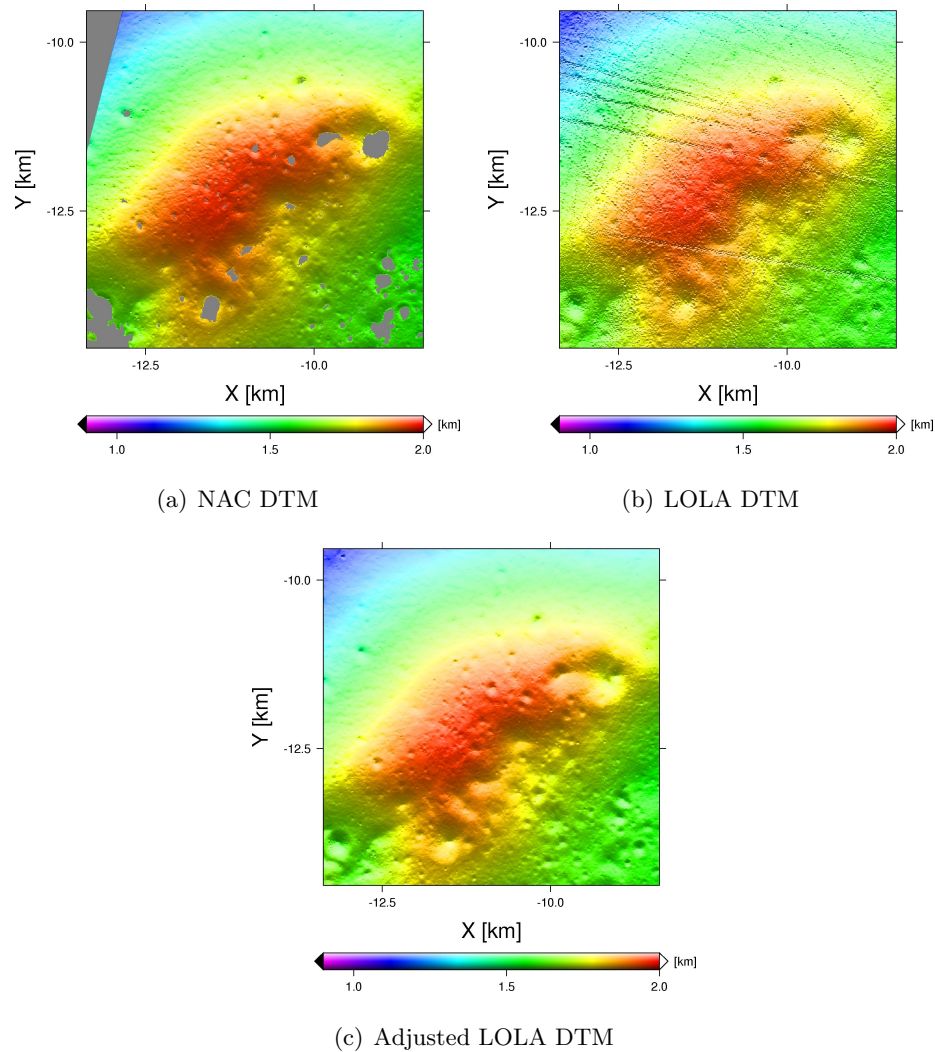 -10.0
-12.5
Y [km]
-12.5 -10.0
X [km]
[km]
1.0 1.5 2.0
(a) NAC DTM
-10.0
-12.5
Y [km]
-12.5 -10.0
X [km]
[km]
1.0 1.5 2.0
(b) LOLA DTM
-10.0
-12.5
Y [km]
-12.5 -10.0
X [km]
[km]
1.0 1.5 2.0
(c) Adjusted LOLA DTM